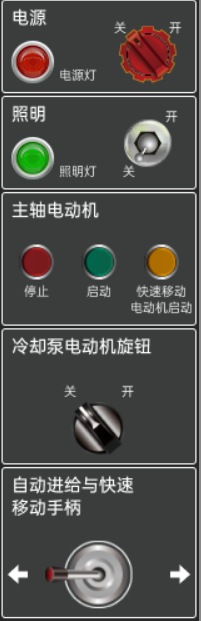 电源
关 开
电源灯
照明
开
照明灯 关
主轴电动机
停止 启动 快速移动
电动机启动
冷却泵电动机旋钮
关 开
自动进给与快速
移动手柄